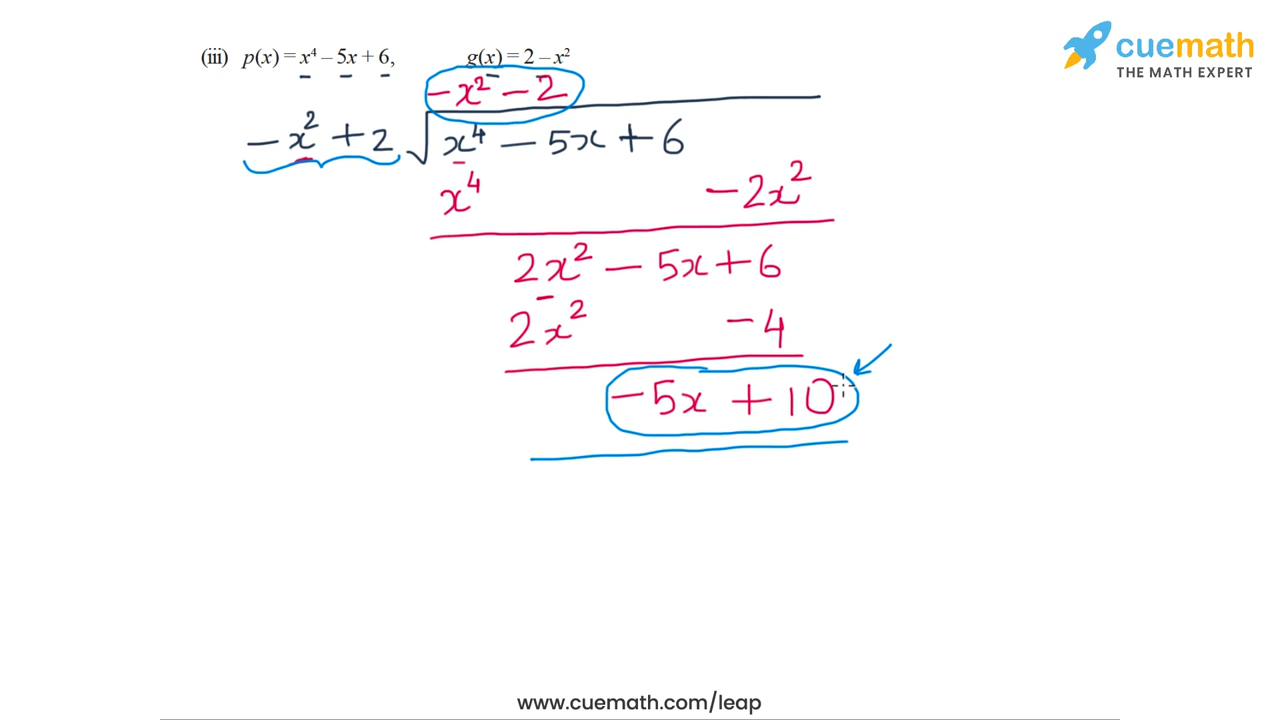 (iii) p(x) = x⁴ – 5x + 6, g(x) = 2 – x²
cuemath
THE MATH EXPERT
-x² - 2
-x² + 2 √ x⁴ - 5x + 6
x⁴ - 2x²
2x² - 5x + 6
2x² - 4
-5x + 10
www.cuemath.com/leap